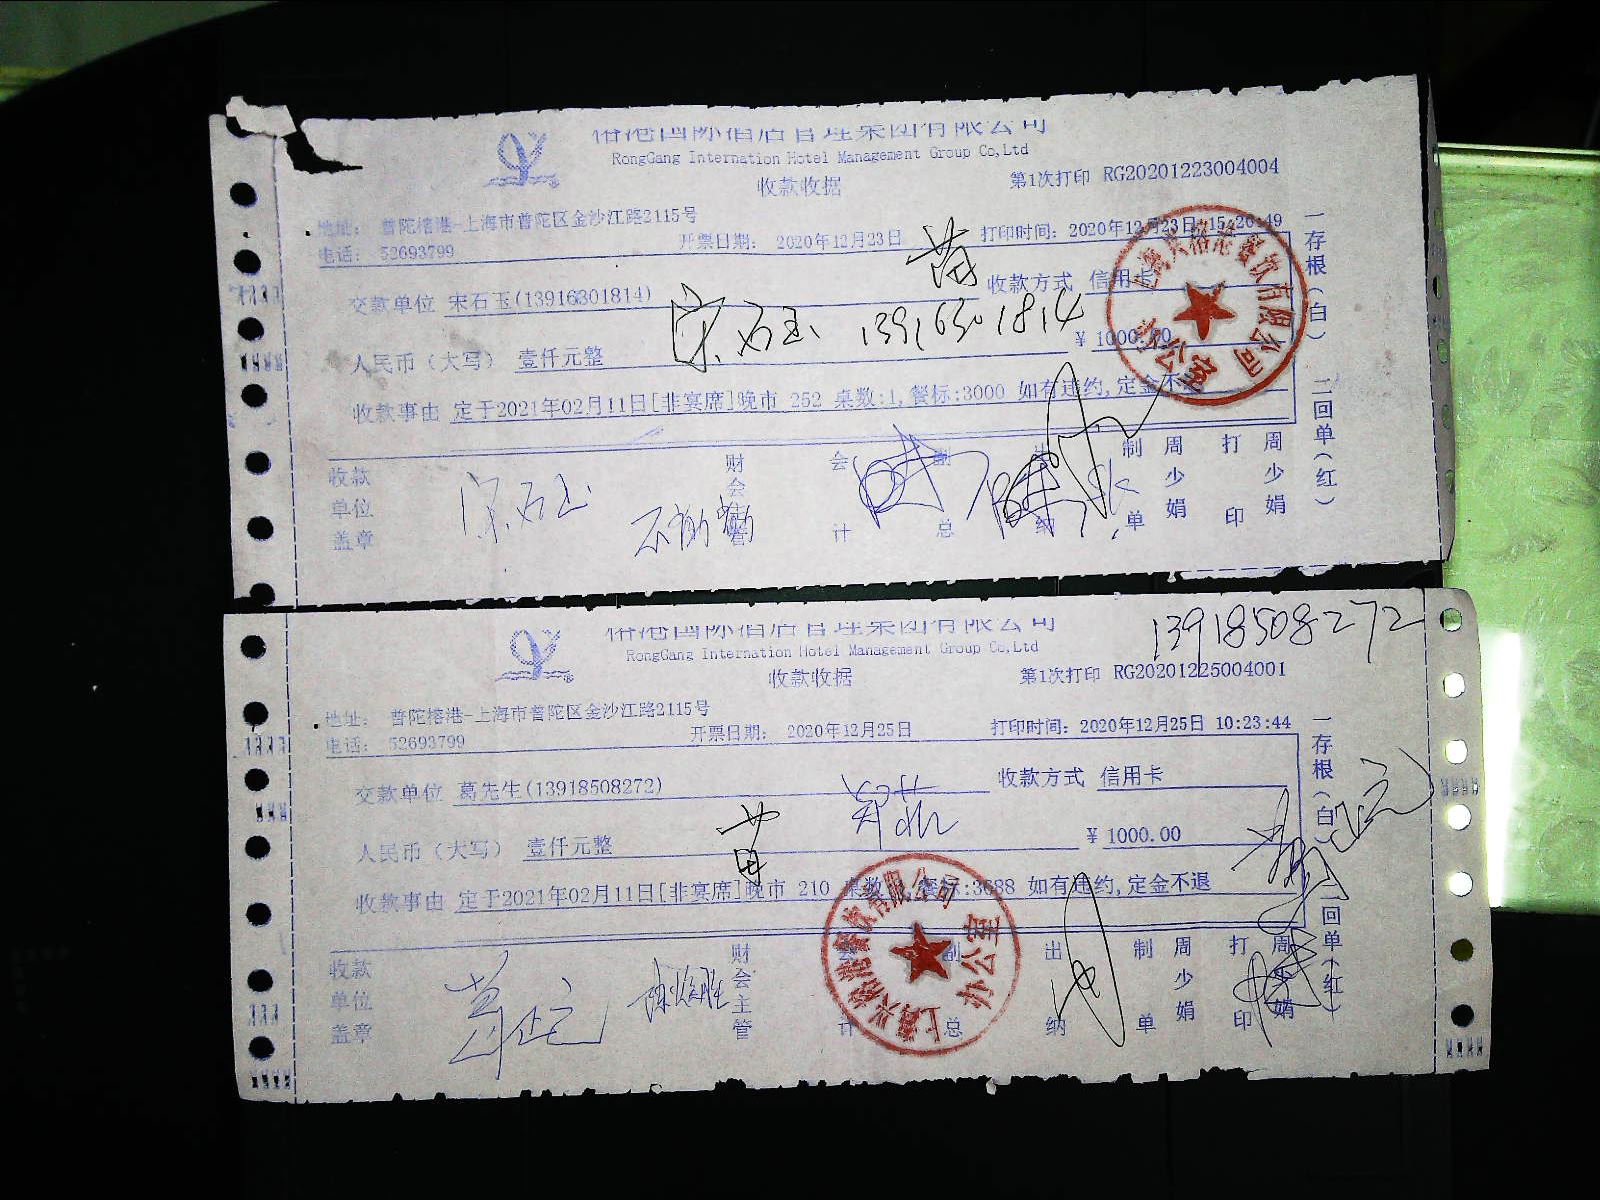 榕港国际酒店管理集团有限公司
RongGang Internation Hotel Management Group Co,Ltd
收款收据
第1次打印 RG20201223004004
地址： 普陀榕港-上海市普陀区金沙江路2115号
电话： 52693799
开票日期： 2020年12月23日
打印时间：2020年12月23日 15:26:49
交款单位 宋石玉(13916301814)
收款方式 信用卡
宋石玉 13916301814
人民币（大写） 壹仟元整
¥ 1000.00
收款事由 定于2021年02月11日[非宴席]晚市 252 桌数:1,餐标:3000 如有违约,定金不退
收款单位盖章
宋石玉
财会主管
会计
副总
出纳
制单
周少娟
打印
周少娟
一存根（白） 二回单（红）
榕港国际酒店管理集团有限公司
RongGang Internation Hotel Management Group Co,Ltd
13918508272
收款收据
第1次打印 RG20201225004001
地址： 普陀榕港-上海市普陀区金沙江路2115号
电话： 52693799
开票日期： 2020年12月25日
打印时间：2020年12月25日 10:23:44
交款单位 葛先生(13918508272)
收款方式 信用卡
人民币（大写） 壹仟元整
¥ 1000.00
收款事由 定于2021年02月11日[非宴席]晚市 210 桌数 餐标:3688 如有违约,定金不退
收款单位盖章
财会主管
会计
副总
出纳
制单
周少娟
打印
周少娟
一存根（白） 二回单（红）